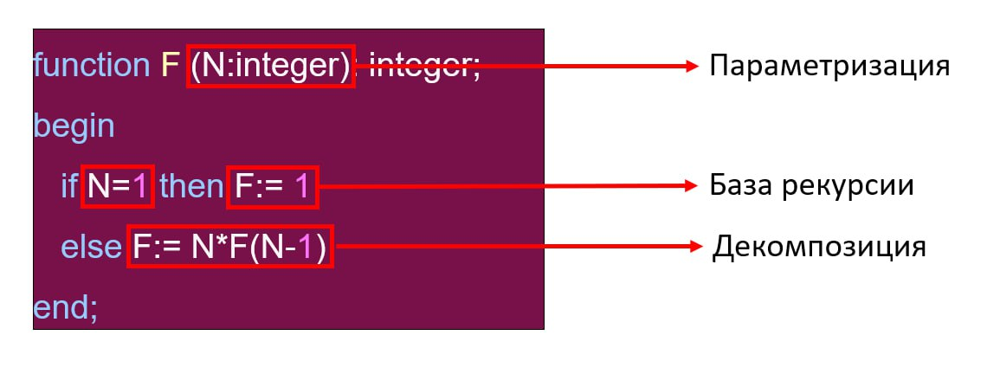 function F (N:integer): integer;
Параметризация
begin
if N=1 then F:= 1
База рекурсии
else F:= N*F(N-1)
Декомпозиция
end;